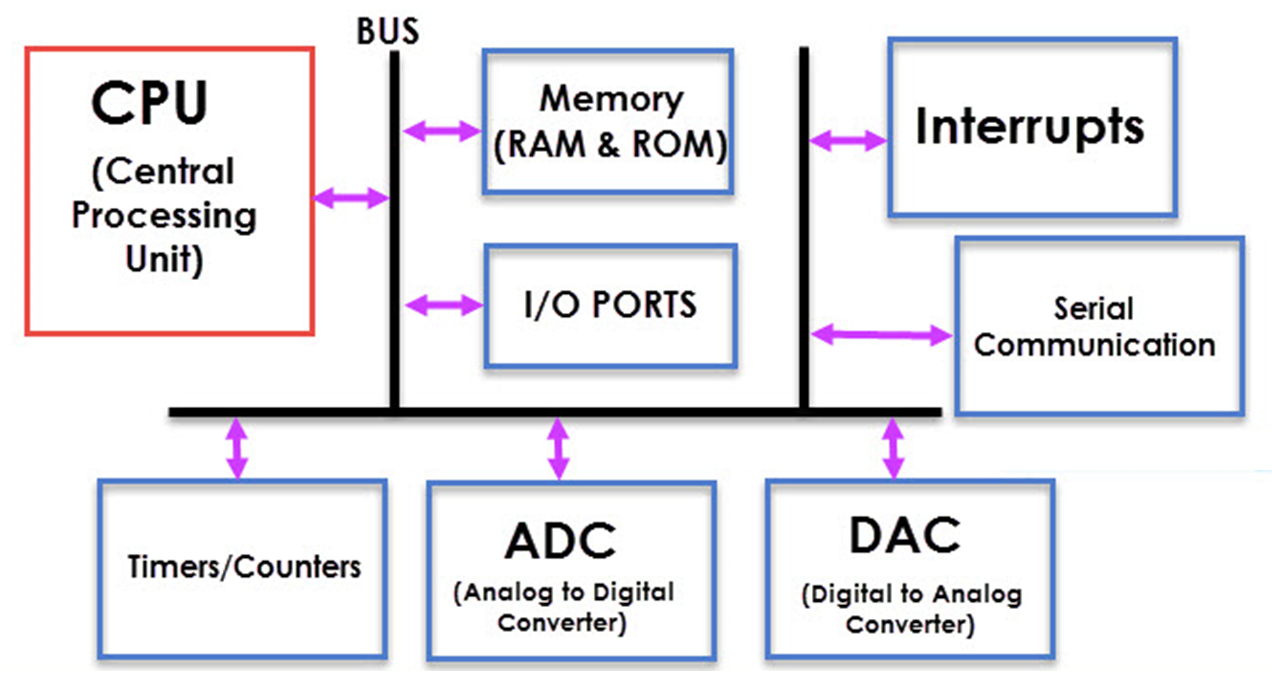 BUS
CPU
(Central
Processing
Unit)
Memory
(RAM & ROM)
I/O PORTS
Interrupts
Serial
Communication
Timers/Counters
ADC
(Analog to Digital
Converter)
DAC
(Digital to Analog
Converter)